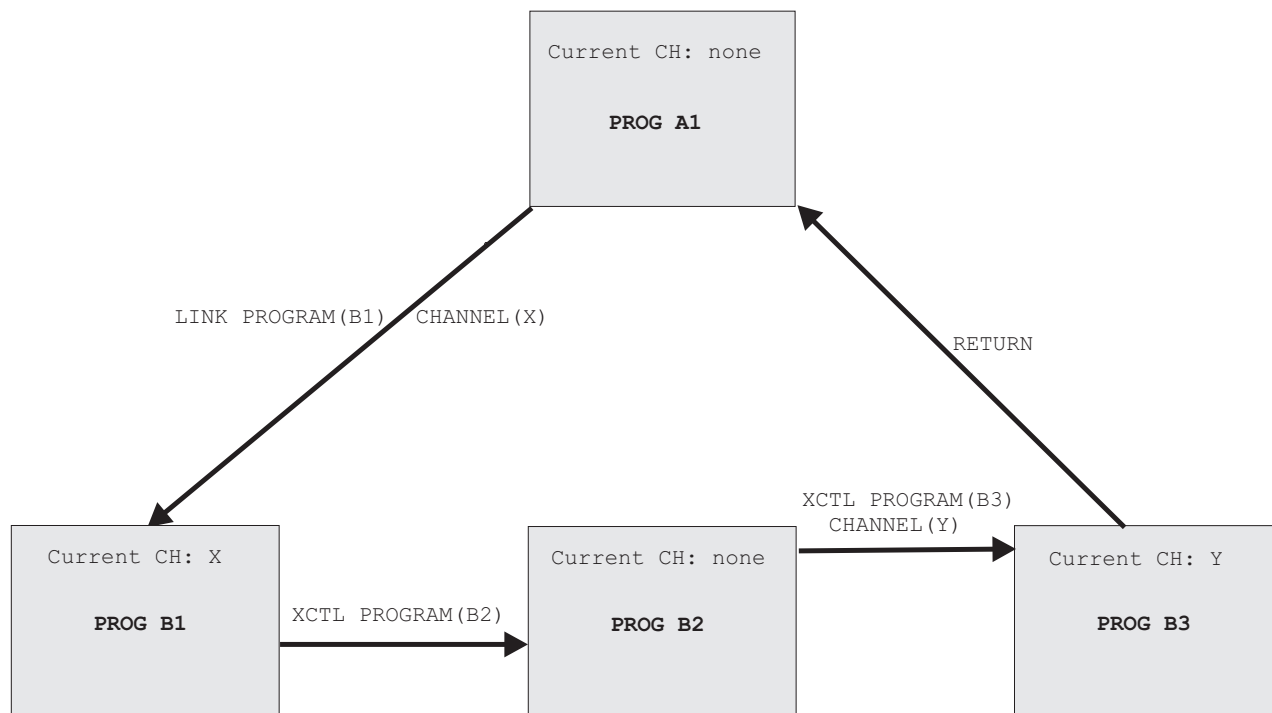 Current CH: none
PROG A1
LINK PROGRAM(B1) CHANNEL(X)
RETURN
XCTL PROGRAM(B3)
CHANNEL(Y)
Current CH: X
PROG B1
XCTL PROGRAM(B2)
Current CH: none
PROG B2
Current CH: Y
PROG B3